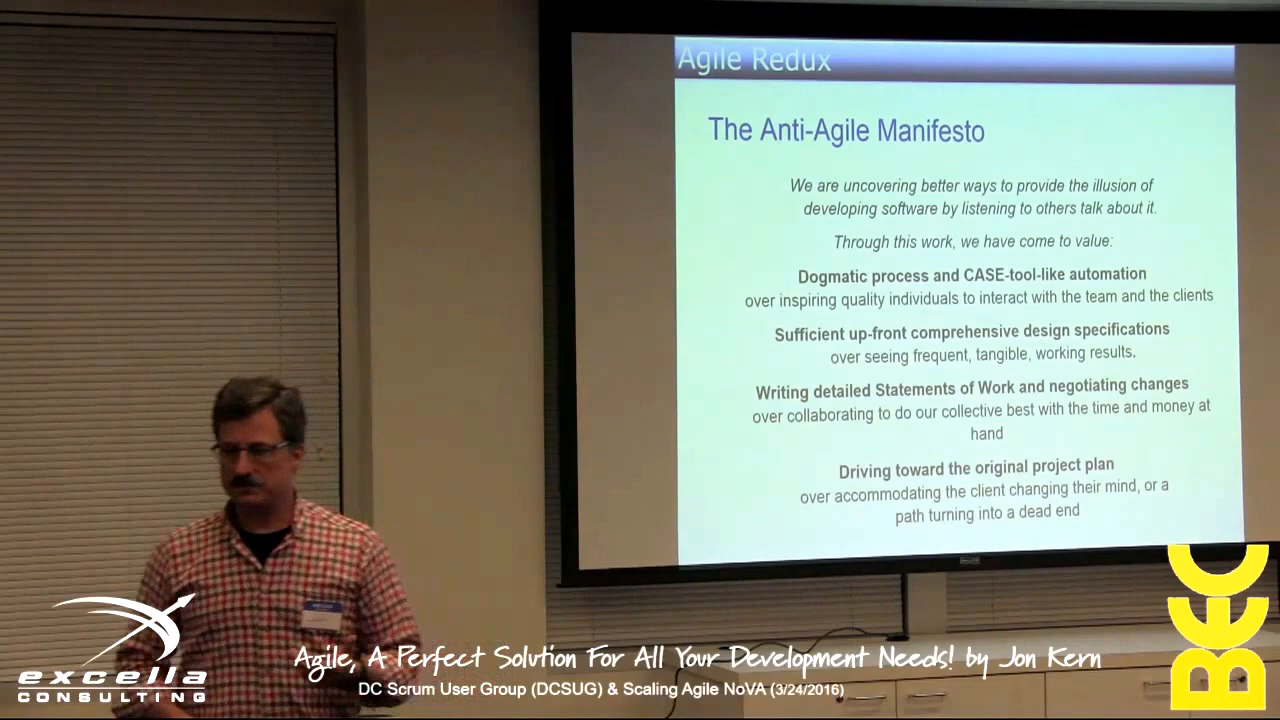 Agile Redux
The Anti-Agile Manifesto
We are uncovering better ways to provide the illusion of
developing software by listening to others talk about it.
Through this work, we have come to value:
Dogmatic process and CASE-tool-like automation
over inspiring quality individuals to interact with the team and the clients
Sufficient up-front comprehensive design specifications
over seeing frequent, tangible, working results.
Writing detailed Statements of Work and negotiating changes
over collaborating to do our collective best with the time and money at
hand
Driving toward the original project plan
over accommodating the client changing their mind, or a
path turning into a dead end
excella
CONSULTING
Agile, A Perfect Solution For All Your Development Needs! by Jon Kern
DC Scrum User Group (DCSUG) & Scaling Agile NoVA (3/24/2016)